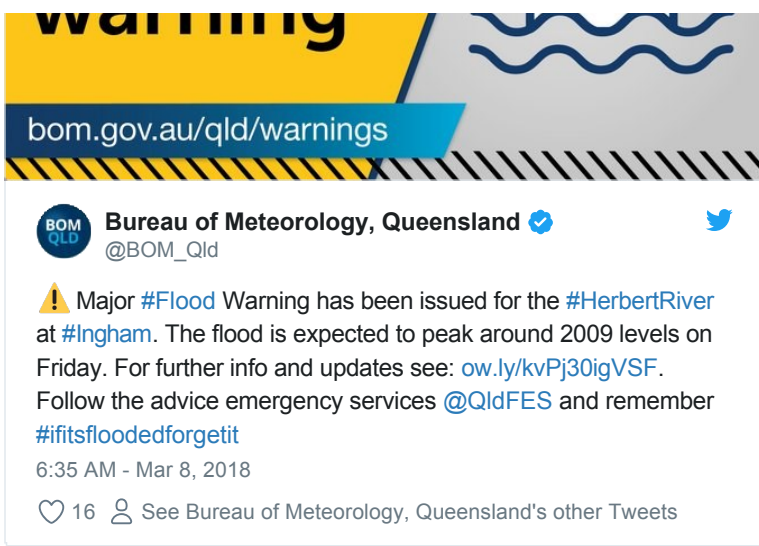 warning
bom.gov.au/qld/warnings
BOM
QLD
Bureau of Meteorology, Queensland
@BOM_Qld
⚠️ Major #Flood Warning has been issued for the #HerbertRiver
at #Ingham. The flood is expected to peak around 2009 levels on
Friday. For further info and updates see: ow.ly/kvPj30igVSF.
Follow the advice emergency services @QldFES and remember
#ifitsfloodedforgetit
6:35 AM - Mar 8, 2018
16 See Bureau of Meteorology, Queensland's other Tweets